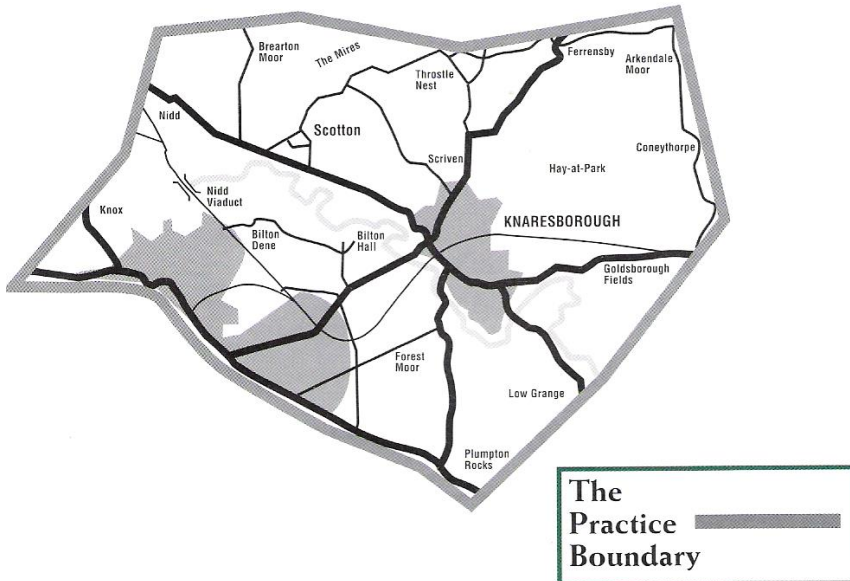 Brearton
Moor
The Mires
Ferrensby
Arkendale
Moor
Throstle
Nest
Nidd
Scotton
Scriven
Coneythorpe
Hay-at-Park
Nidd
Viaduct
Knox
KNARESBOROUGH
Bilton
Dene
Bilton
Hall
Goldsborough
Fields
Forest
Moor
Low Grange
Plumpton
Rocks
The
Practice
Boundary